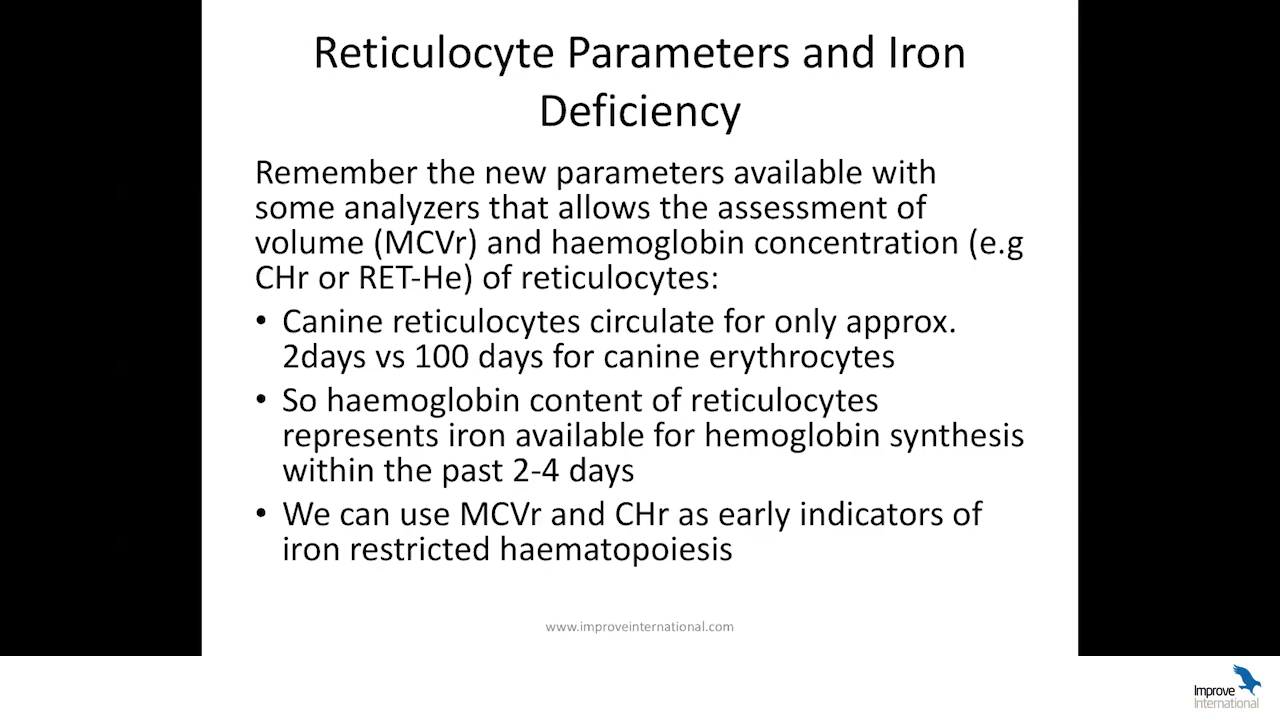 Reticulocyte Parameters and Iron
Deficiency
Remember the new parameters available with
some analyzers that allows the assessment of
volume (MCVr) and haemoglobin concentration (e.g
CHr or RET-He) of reticulocytes:
• Canine reticulocytes circulate for only approx.
2days vs 100 days for canine erythrocytes
• So haemoglobin content of reticulocytes
represents iron available for hemoglobin synthesis
within the past 2-4 days
• We can use MCVr and CHr as early indicators of
iron restricted haematopoiesis
www.improveinternational.com
Improve
International